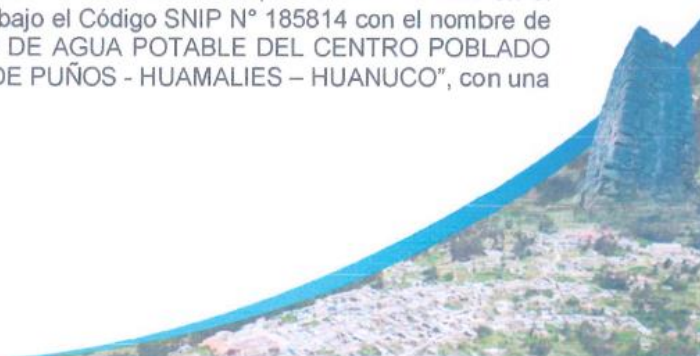 bajo el Código SNIP N° 185814 con el nombre de
DE AGUA POTABLE DEL CENTRO POBLADO
DE PUÑOS - HUAMALIES – HUANUCO", con una